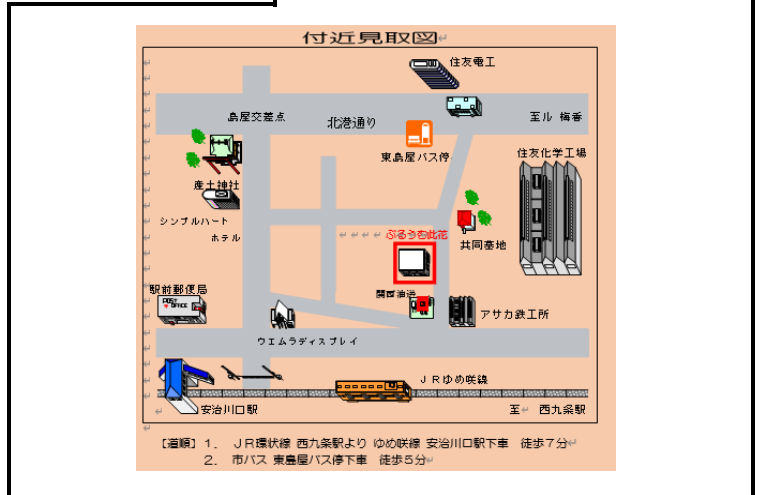 付近見取図
住友電工
島屋交差点
北港通り
至ル 梅香
東島屋バス停
住友化学工場
産土神社
シンプルハート
ホテル
ぶるうむ此花
共同墓地
駅前郵便局
POST
OFFICE
関西油送
アサカ鉄工所
ウエムラディスプレイ
JRゆめ咲線
安治川口駅
至 西九条駅
【道順】1. JR環状線 西九条駅より ゆめ咲線 安治川口駅下車 徒歩7分
2. 市バス 東島屋バス停下車 徒歩5分